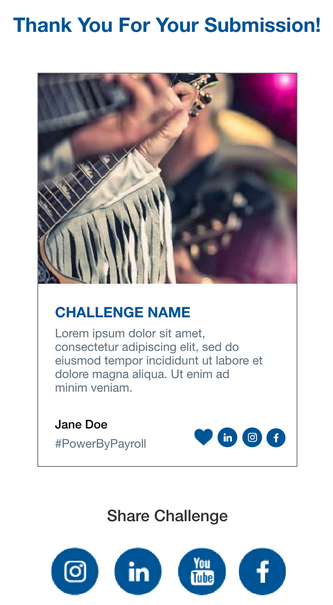 Thank You For Your Submission!
CHALLENGE NAME
Lorem ipsum dolor sit amet,
consectetur adipiscing elit, sed do
eiusmod tempor incididunt ut labore et
dolore magna aliqua. Ut enim ad
minim veniam.
Jane Doe
#PowerByPayroll
in
f
Share Challenge
in
You
Tube
f